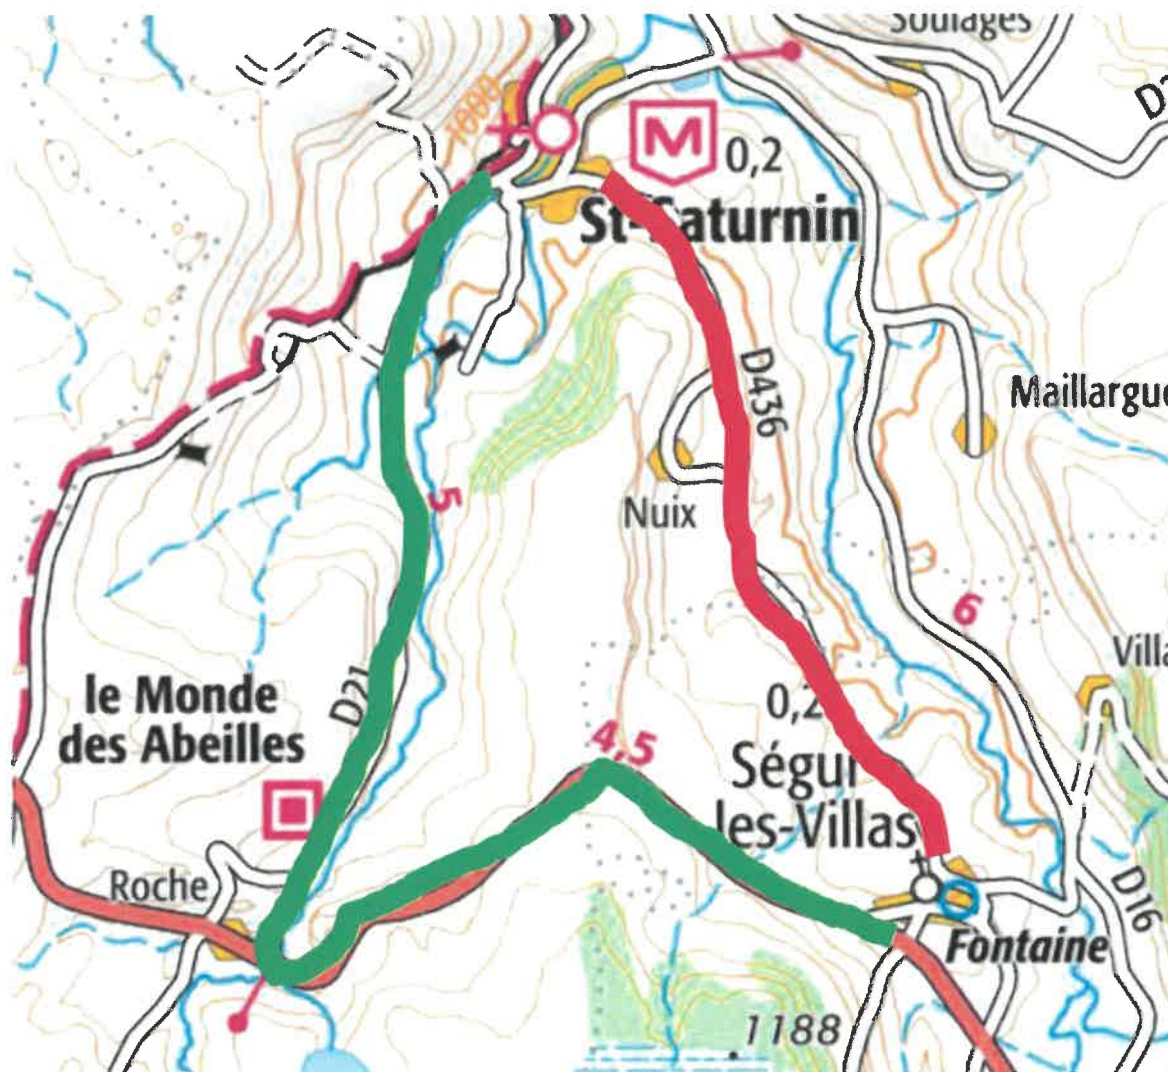 Soulages
1000
M
0,2
St-Saturnin
D436
Maillargue
5
Nuix
6
Villa
le Monde
des Abeilles
D21
0,2
4,5
Ségur
les-Villas
Roche
D16
Fontaine
1188